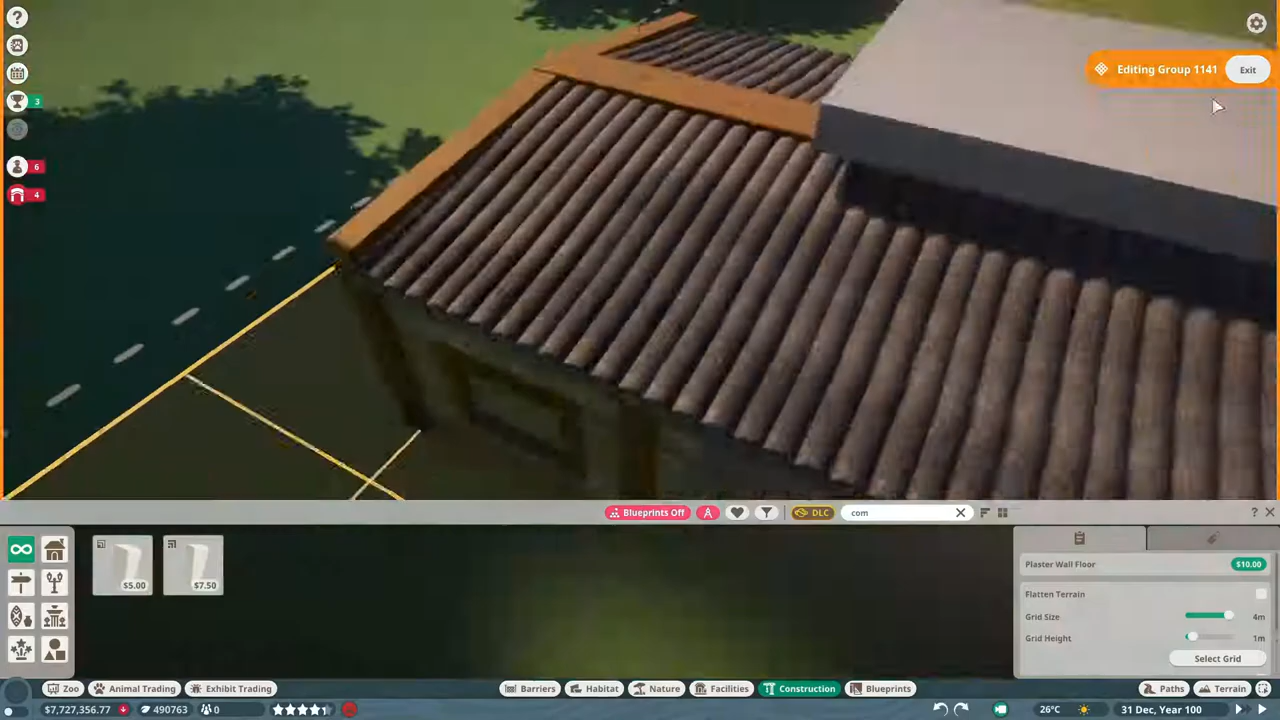 ?
Editing Group 1141
Exit
3
6
4
Blueprints Off
DLC
com
?
$5.00
$7.50
Plaster Wall Floor
$10.00
Flatten Terrain
Grid Size
4m
Grid Height
1m
Select Grid
Zoo
Animal Trading
Exhibit Trading
Barriers
Habitat
Nature
Facilities
Construction
Blueprints
Paths
Terrain
$7,727,356.77
490763
0
26°C
31 Dec, Year 100